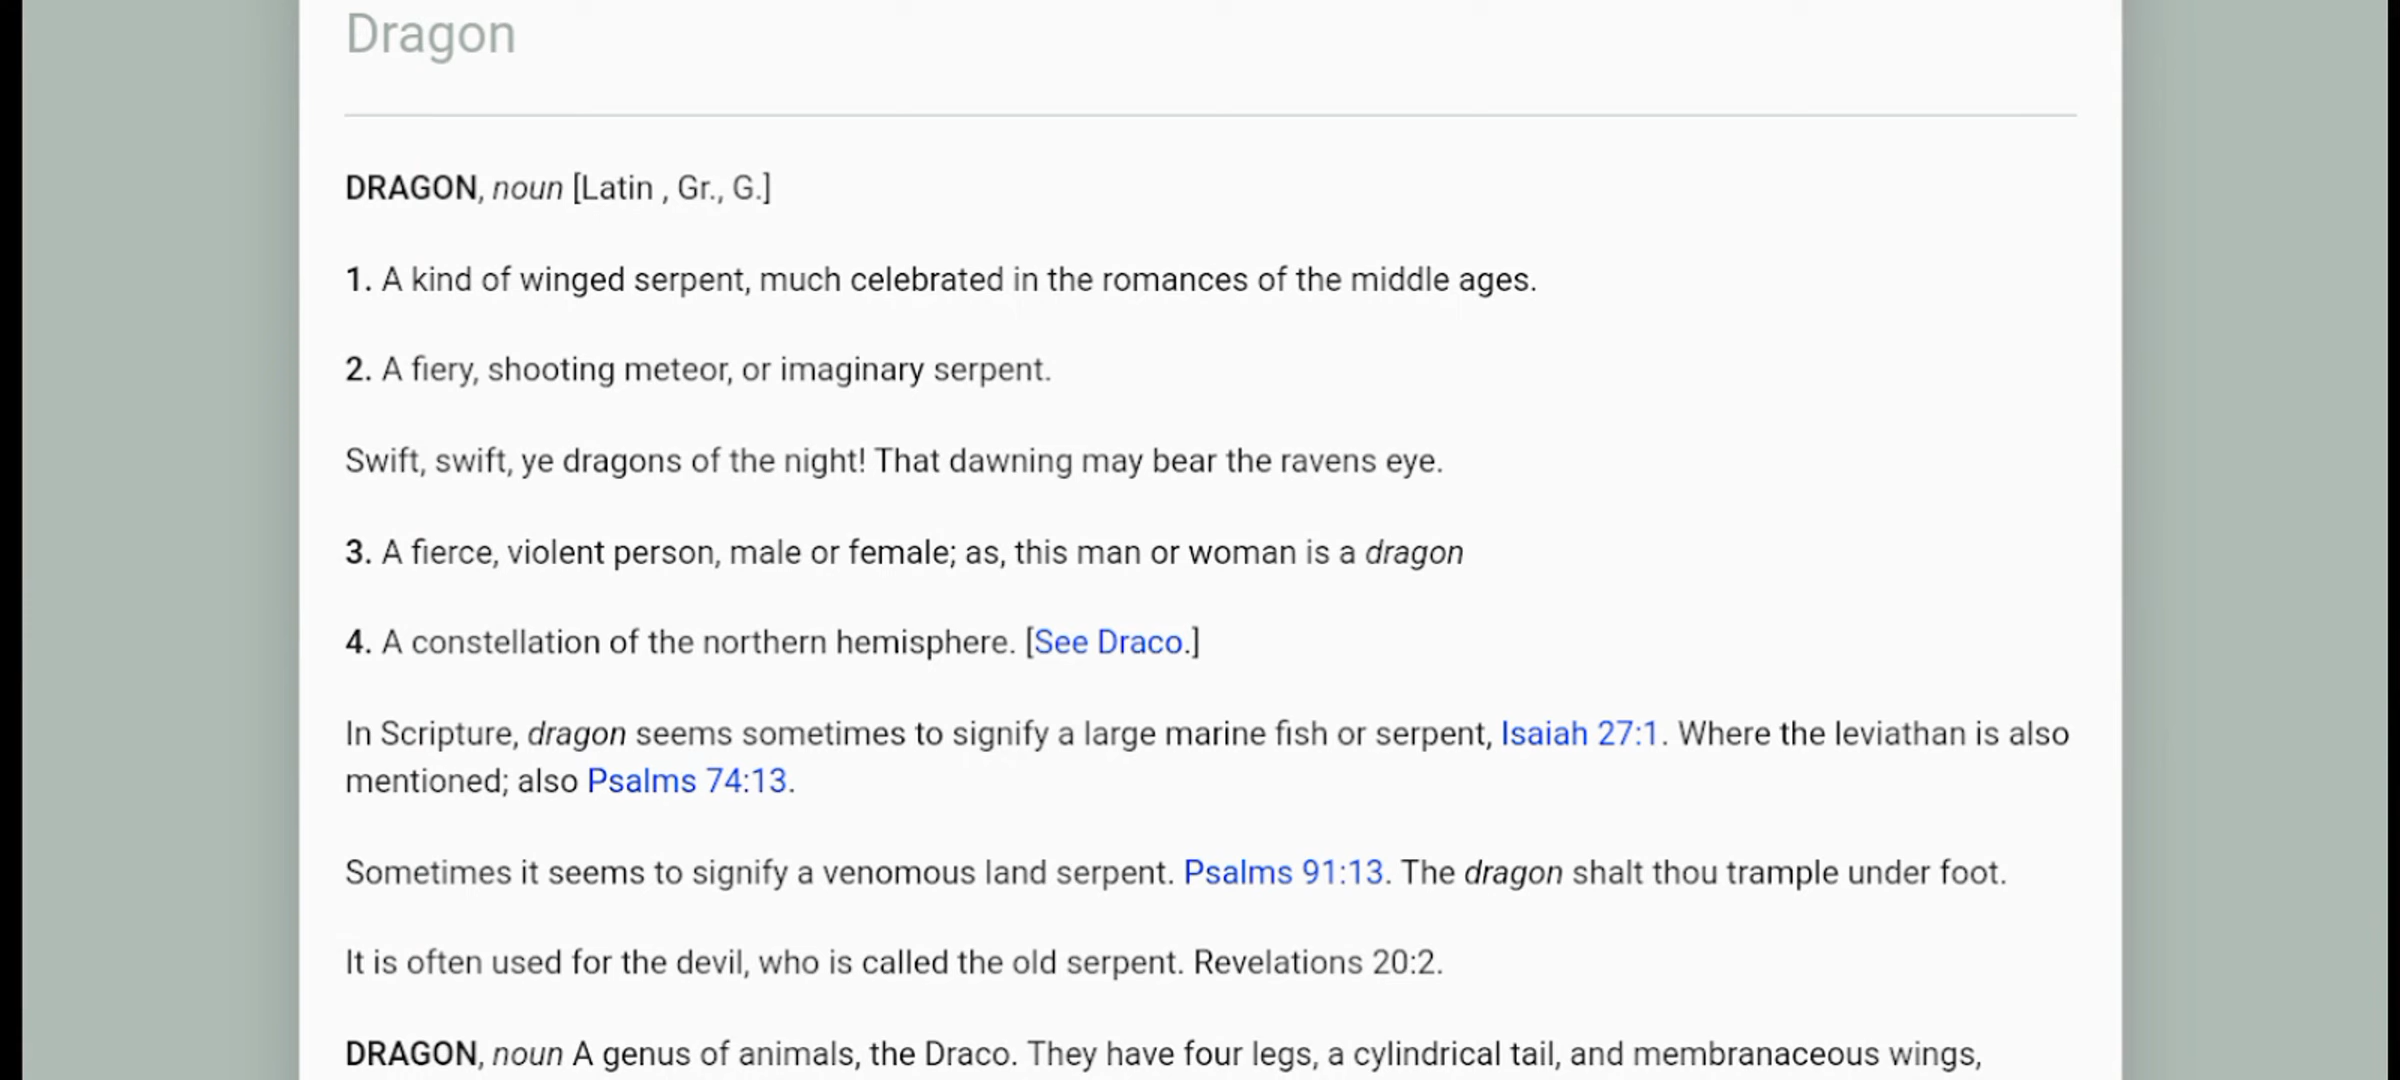 Dragon
DRAGON, noun [Latin , Gr., G.]
1. A kind of winged serpent, much celebrated in the romances of the middle ages.
2. A fiery, shooting meteor, or imaginary serpent.
Swift, swift, ye dragons of the night! That dawning may bear the ravens eye.
3. A fierce, violent person, male or female; as, this man or woman is a dragon
4. A constellation of the northern hemisphere. [See Draco.]
In Scripture, dragon seems sometimes to signify a large marine fish or serpent, Isaiah 27:1. Where the leviathan is also
mentioned; also Psalms 74:13.
Sometimes it seems to signify a venomous land serpent. Psalms 91:13. The dragon shalt thou trample under foot.
It is often used for the devil, who is called the old serpent. Revelations 20:2.
DRAGON, noun A genus of animals, the Draco. They have four legs, a cylindrical tail, and membranaceous wings,